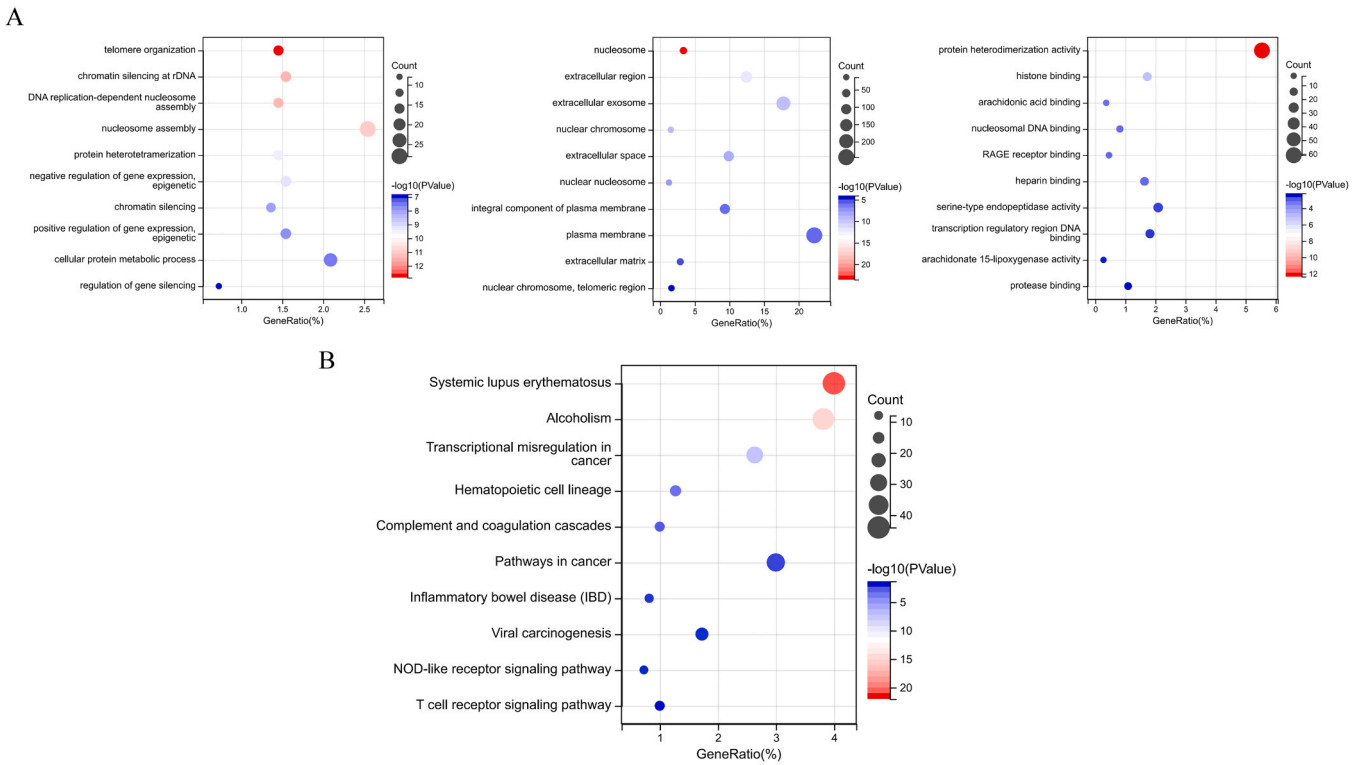 A
telomere organization
chromatin silencing at rDNA
DNA replication-dependent nucleosome
assembly
nucleosome assembly
protein heterotetramerization
negative regulation of gene expression,
epigenetic
chromatin silencing
positive regulation of gene expression,
epigenetic
cellular protein metabolic process
regulation of gene silencing
1.0 1.5 2.0 2.5
GeneRatio(%)
Count
10
15
20
25
-log10(PValue)
7
8
9
10
11
12
nucleosome
extracellular region
extracellular exosome
nuclear chromosome
extracellular space
nuclear nucleosome
integral component of plasma membrane
plasma membrane
extracellular matrix
nuclear chromosome, telomeric region
0 5 10 15 20
GeneRatio(%)
Count
50
100
150
200
-log10(PValue)
5
10
15
20
protein heterodimerization activity
histone binding
arachidonic acid binding
nucleosomal DNA binding
RAGE receptor binding
heparin binding
serine-type endopeptidase activity
transcription regulatory region DNA
binding
arachidonate 15-lipoxygenase activity
protease binding
0 1 2 3 4 5 6
GeneRatio(%)
Count
10
20
30
40
50
60
-log10(PValue)
4
6
8
10
12
B
Systemic lupus erythematosus
Alcoholism
Transcriptional misregulation in
cancer
Hematopoietic cell lineage
Complement and coagulation cascades
Pathways in cancer
Inflammatory bowel disease (IBD)
Viral carcinogenesis
NOD-like receptor signaling pathway
T cell receptor signaling pathway
1 2 3 4
GeneRatio(%)
Count
10
20
30
40
-log10(PValue)
5
10
15
20